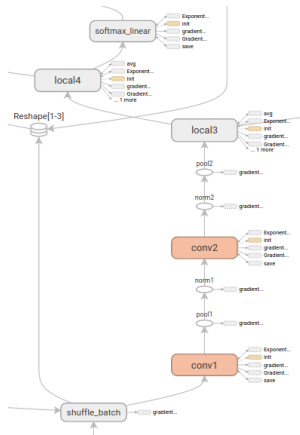 softmax_linear
Exponent...
init
gradient...
Gradient...
save
local4
avg
Exponent...
init
gradient...
Gradient...
... 1 more
Reshape[1-3]
local3
avg
Exponent...
init
gradient...
Gradient...
... 1 more
pool2
gradient...
norm2
gradient...
conv2
Exponent...
init
gradient...
Gradient...
save
norm1
gradient...
pool1
gradient...
conv1
Exponent...
init
gradient...
Gradient...
save
shuffle_batch
gradient...